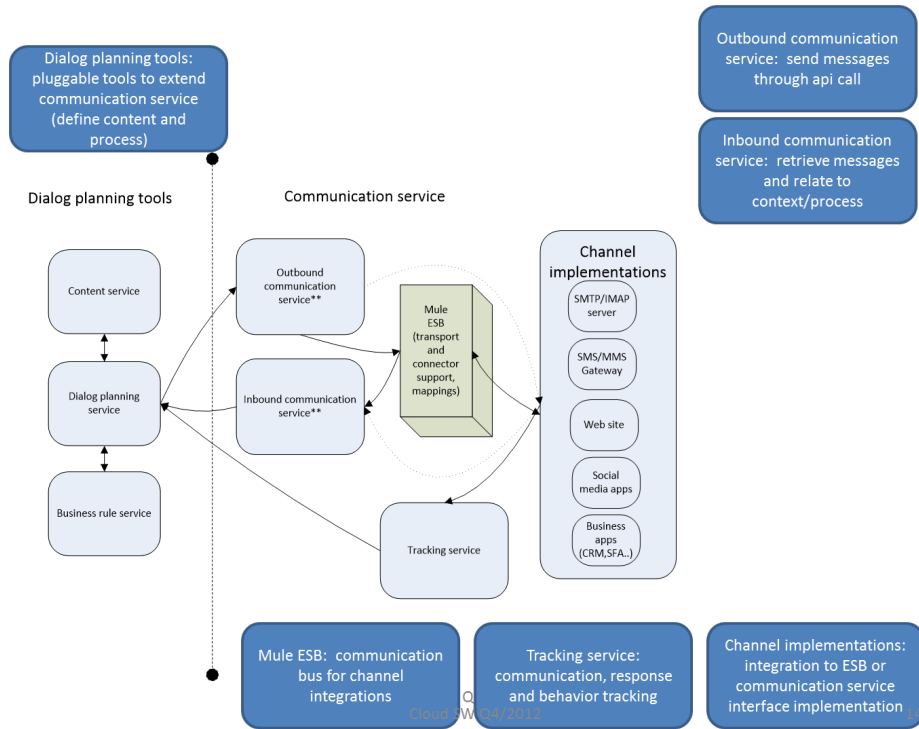 Dialog planning tools:
pluggable tools to extend
communication service
(define content and
process)
Outbound communication
service:  send messages
through api call
Inbound communication
service:  retrieve messages
and relate to
context/process
Dialog planning tools
Communication service
Content service
Dialog planning
service
Business rule service
Outbound
communication
service**
Inbound communication
service**
Mule
ESB
(transport
and
connector
support,
mappings)
Tracking service
Channel
implementations
SMTP/IMAP
server
SMS/MMS
Gateway
Web site
Social
media apps
Business
apps
(CRM,SFA..)
Mule ESB:  communication
bus for channel
integrations
Tracking service:
communication, response
and behavior tracking
Channel implementations:
integration to ESB or
communication service
interface implementation
Cloud SW Q4/2012